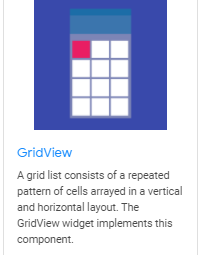 GridView
A grid list consists of a repeated
pattern of cells arrayed in a vertical
and horizontal layout. The
GridView widget implements this
component.